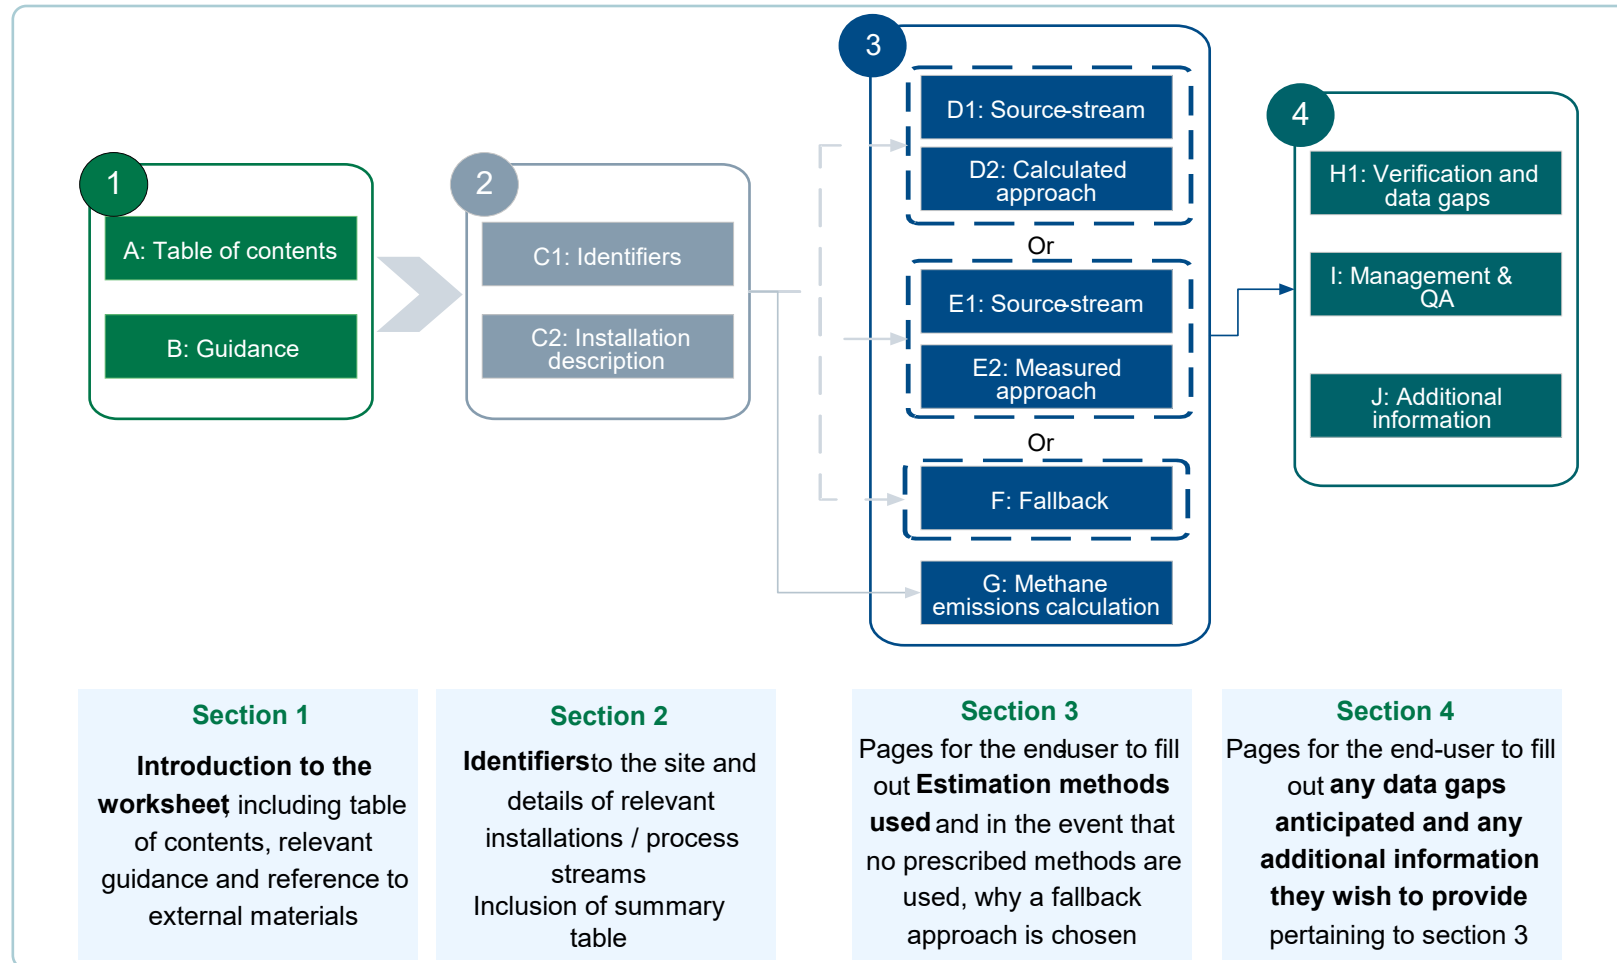 1
A: Table of contents
B: Guidance
2
C1: Identifiers
C2: Installation
description
3
D1: Source-stream
D2: Calculated
approach
Or
E1: Source-stream
E2: Measured
approach
Or
F: Fallback
G: Methane
emissions calculation
4
H1: Verification and
data gaps
I: Management &
QA
J: Additional
information
Section 1
Introduction to the
worksheet, including table
of contents, relevant
guidance and reference to
external materials
Section 2
Identifiers to the site and
details of relevant
installations / process
streams
Inclusion of summary
table
Section 3
Pages for the end-user to fill
out Estimation methods
used and in the event that
no prescribed methods are
used, why a fallback
approach is chosen
Section 4
Pages for the end-user to fill
out any data gaps
anticipated and any
additional information
they wish to provide
pertaining to section 3